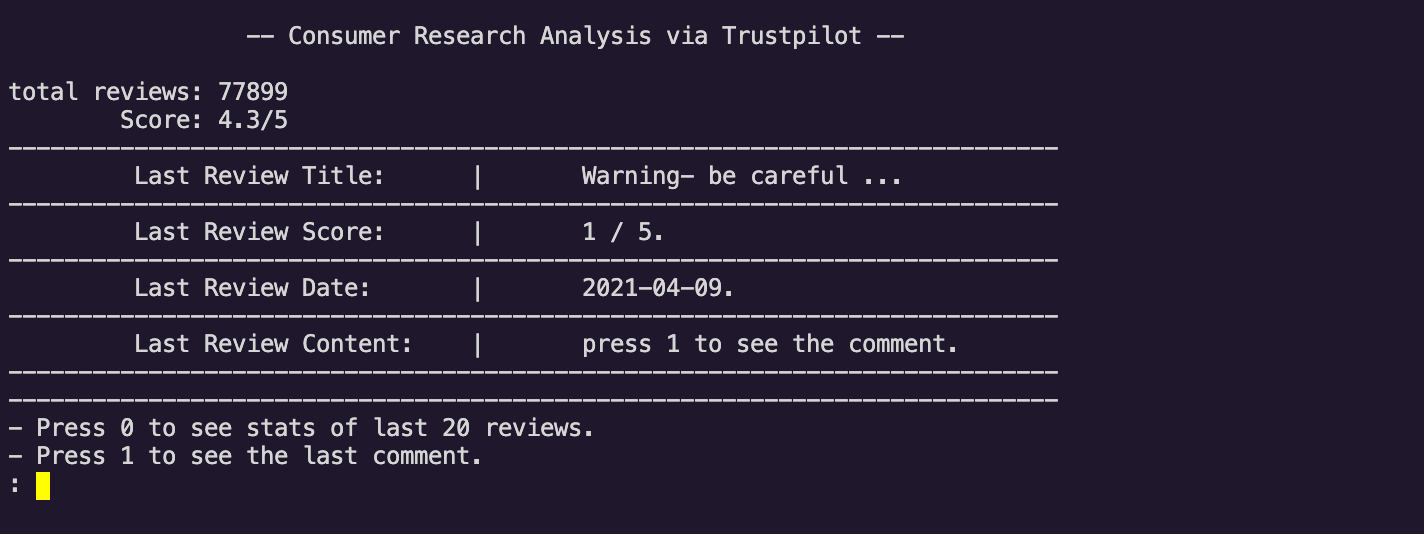 -- Consumer Research Analysis via Trustpilot --
total reviews: 77899
Score: 4.3/5
Last Review Title: | Warning- be careful ...
Last Review Score: | 1 / 5.
Last Review Date: | 2021-04-09.
Last Review Content: | press 1 to see the comment.
- Press 0 to see stats of last 20 reviews.
- Press 1 to see the last comment.
: